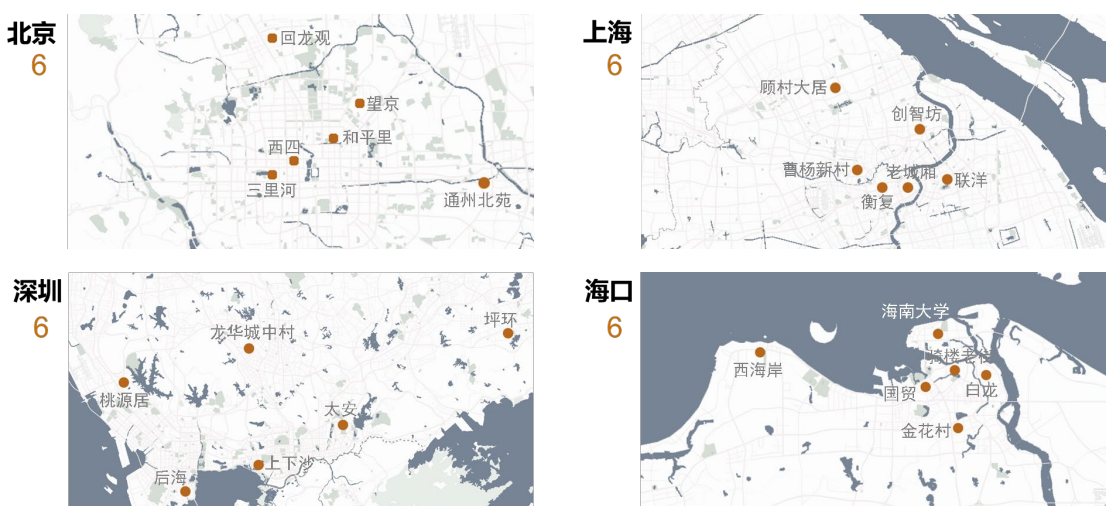 北京
6
回龙观
望京
和平里
西四
三里河
通州北苑
上海
6
顾村大居
创智坊
曹杨新村
老城厢
联洋
衡复
深圳
6
龙华城中村
坪环
桃源居
太安
上下沙
后海
海口
6
海南大学
骑楼老街
西海岸
国贸
白龙
金花村